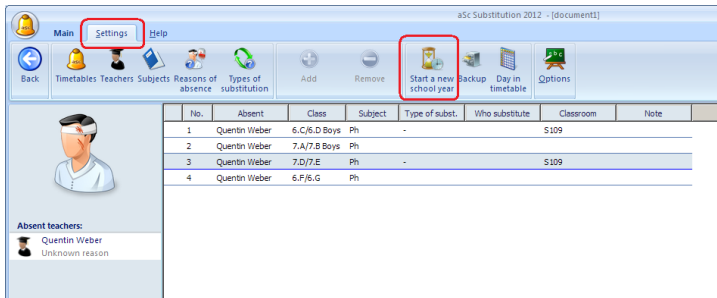 aSc Substitution 2012 - [document1]
Main Settings Help
Back Timetables Teachers Subjects Reasons of absence Types of substitution Add Remove Start a new school year Backup Day in timetable Options
No. Absent Class Subject Type of subst. Who substitute Classroom Note
1 Quentin Weber 6.C/6.D Boys Ph - S109
2 Quentin Weber 7.A/7.B Boys Ph
3 Quentin Weber 7.D/7.E Ph - S109
4 Quentin Weber 6.F/6.G Ph
Absent teachers:
Quentin Weber
Unknown reason